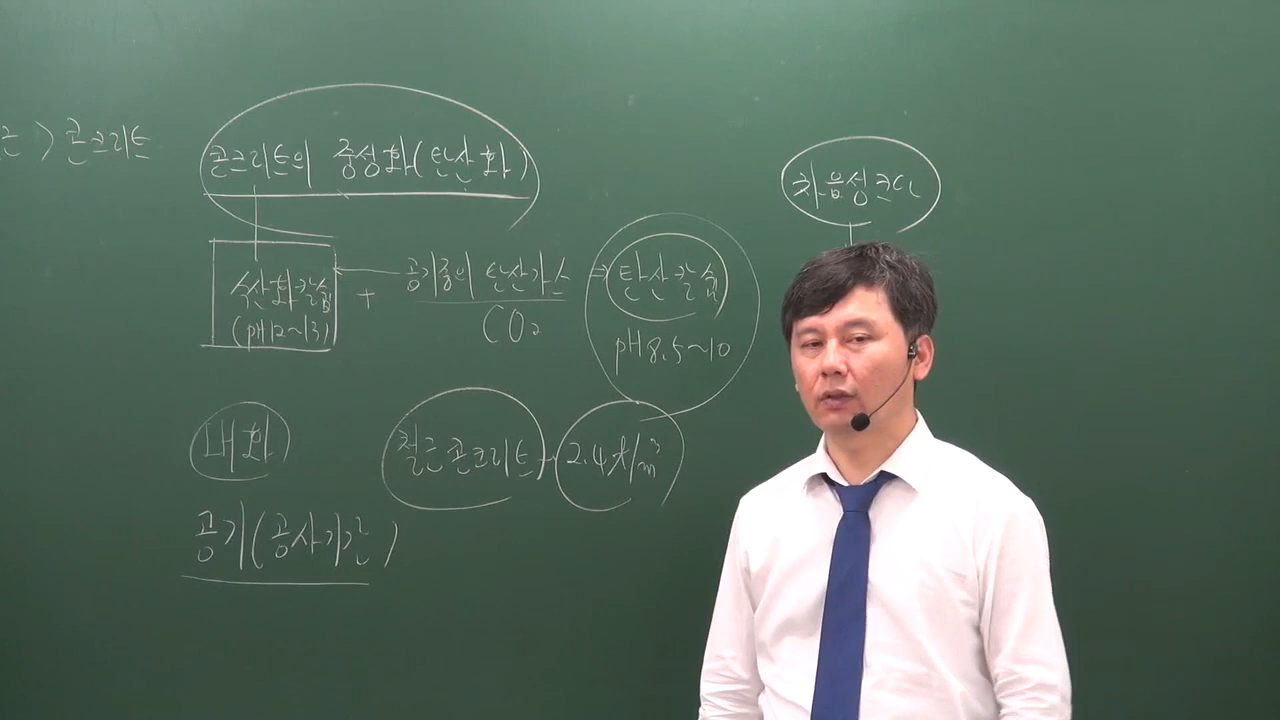 콘크리트
콘크리트의 중성화(탄산화)
수산화칼슘
(pH12~13)
+
공기중의 탄산가스
CO₂
탄산칼슘
pH8.5~10
내화
철근콘크리트
2.4t/m³
공기(공사기간)
차음성